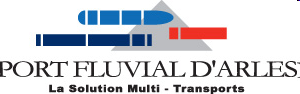 PORT FLUVIAL D'ARLES
La Solution Multi - Transports